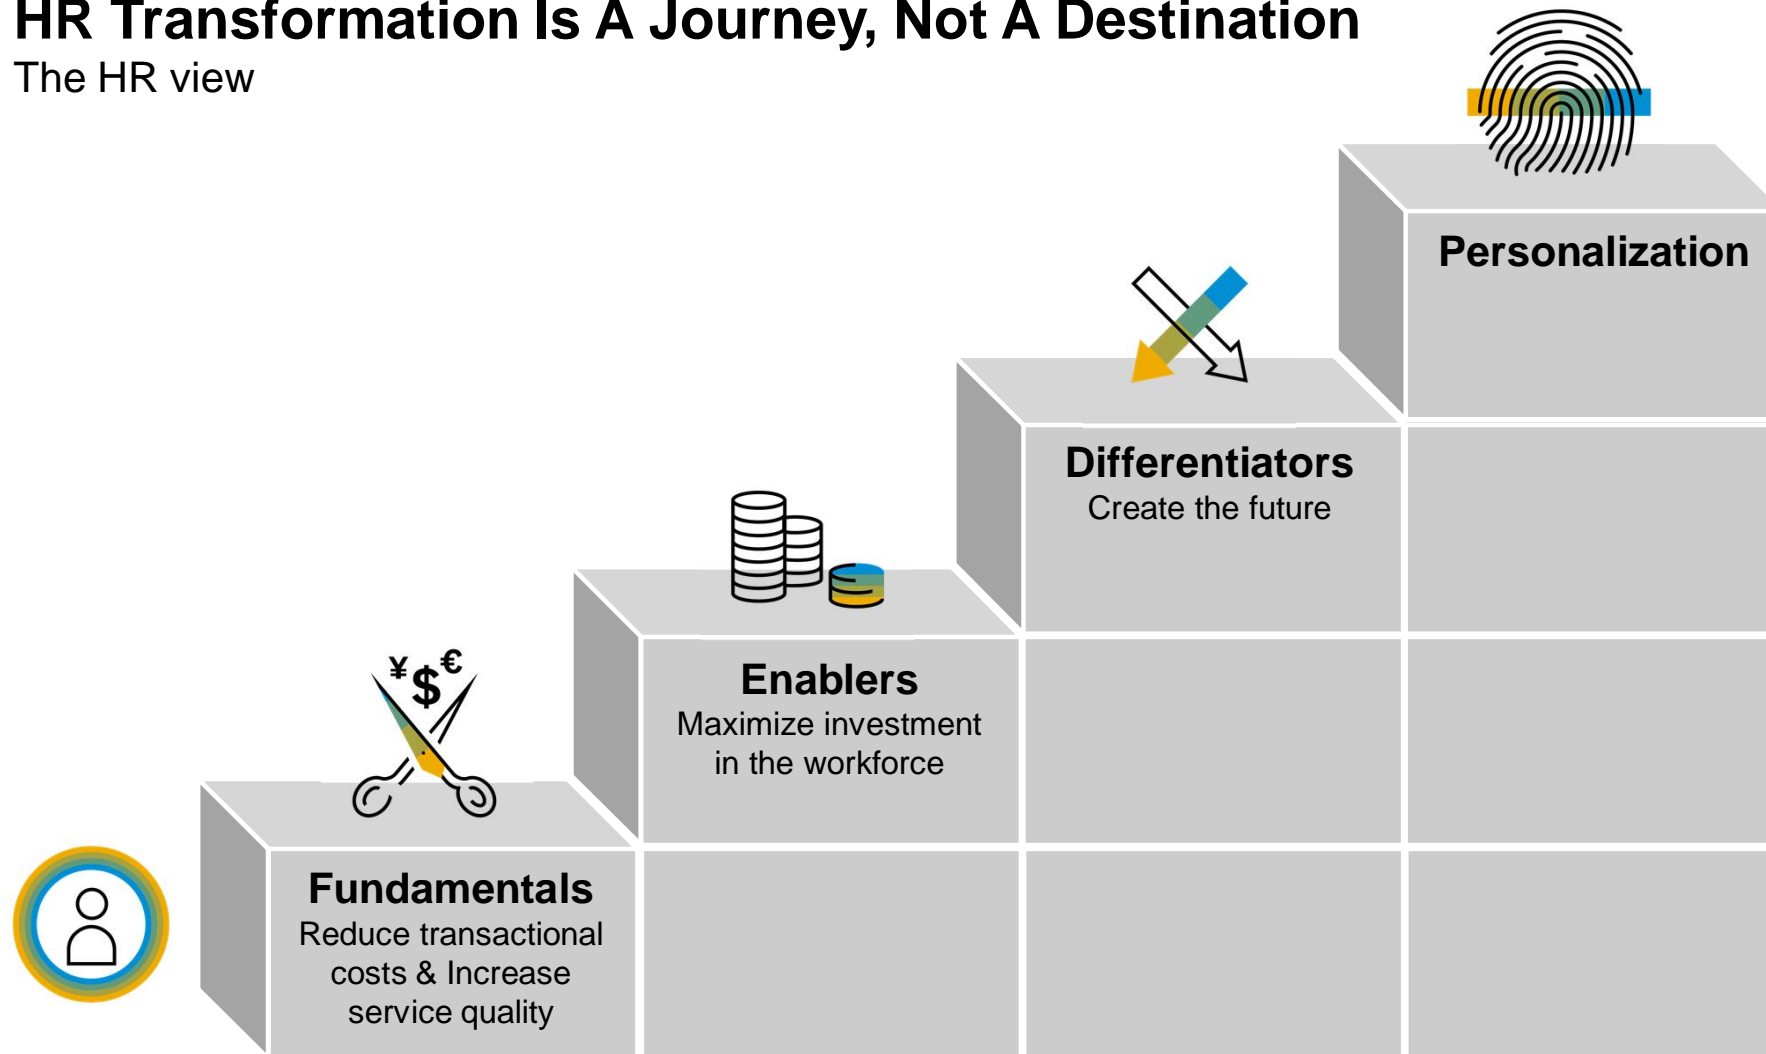 HR Transformation Is A Journey, Not A Destination
The HR view
Personalization
Differentiators
Create the future
Enablers
Maximize investment
in the workforce
¥ $ €
Fundamentals
Reduce transactional
costs & Increase
service quality